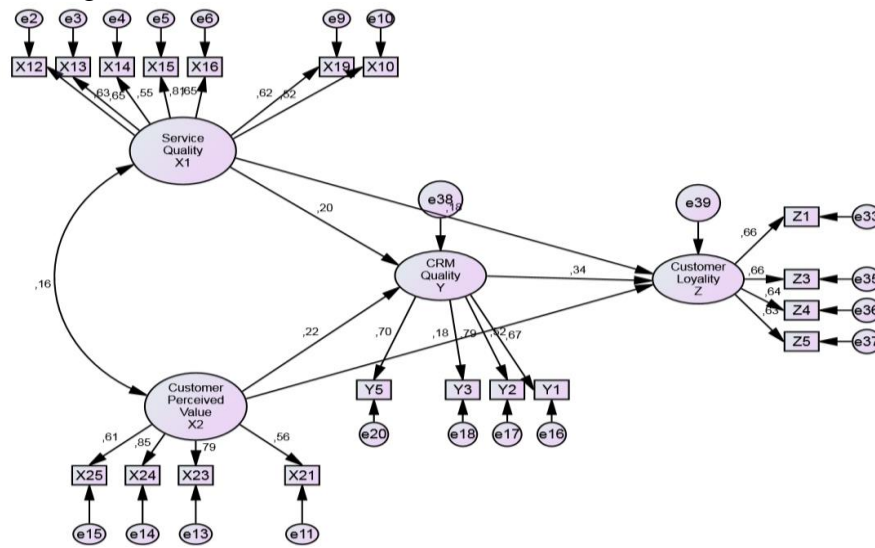 e2 e3 e4 e5 e6 e9 e10
X12 X13 X14 X15 X16 X19 X10
,63 ,65 ,55 ,81 ,65 ,62 ,52
Service
Quality
X1
e38 e39
,18
,20
Z1 e33
,66
CRM
Quality
Y
,34
Customer
Loyality
Z
,66 Z3 e35
,64 Z4 e36
,63 Z5 e37
,16
,22
,70 ,18 ,79 ,67
Customer
Perceived
Value
X2
Y5 Y3 Y2 Y1
e20 e18 e17 e16
,61 ,85 ,79 ,56
X25 X24 X23 X21
e15 e14 e13 e11